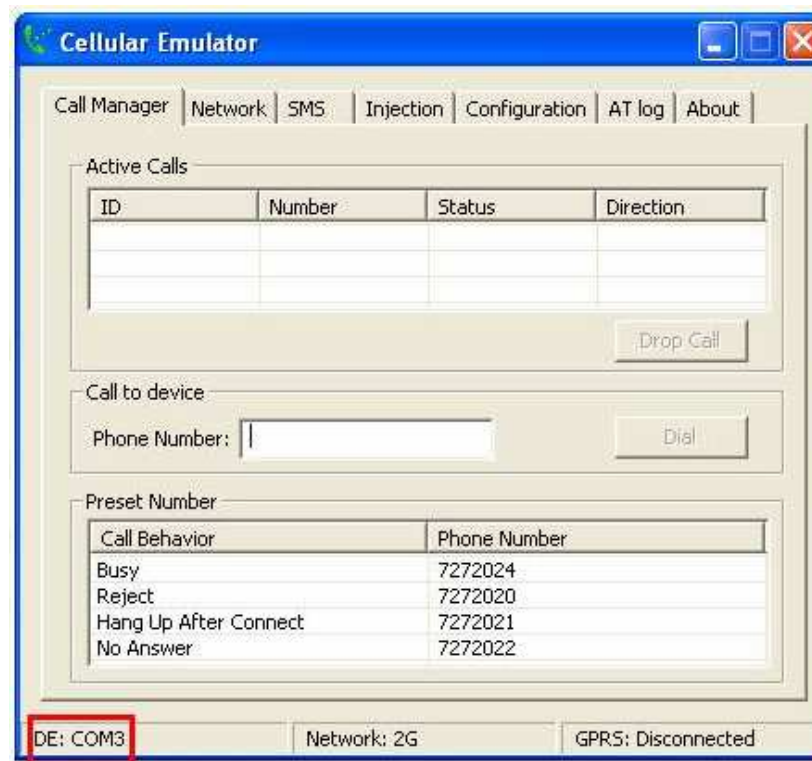 Cellular Emulator
Call Manager Network SMS Injection Configuration AT log About
Active Calls
ID Number Status Direction
Drop Call
Call to device
Phone Number:
Dial
Preset Number
Call Behavior Phone Number
Busy 7272024
Reject 7272020
Hang Up After Connect 7272021
No Answer 7272022
DE: COM3 Network: 2G GPRS: Disconnected